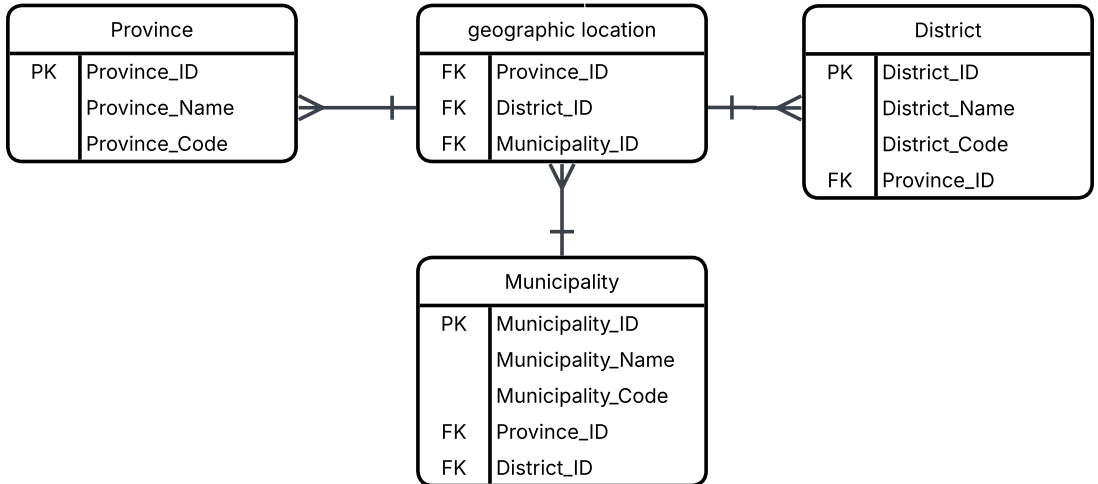 Province
PK Province_ID
Province_Name
Province_Code
geographic location
FK Province_ID
FK District_ID
FK Municipality_ID
District
PK District_ID
District_Name
District_Code
FK Province_ID
Municipality
PK Municipality_ID
Municipality_Name
Municipality_Code
FK Province_ID
FK District_ID